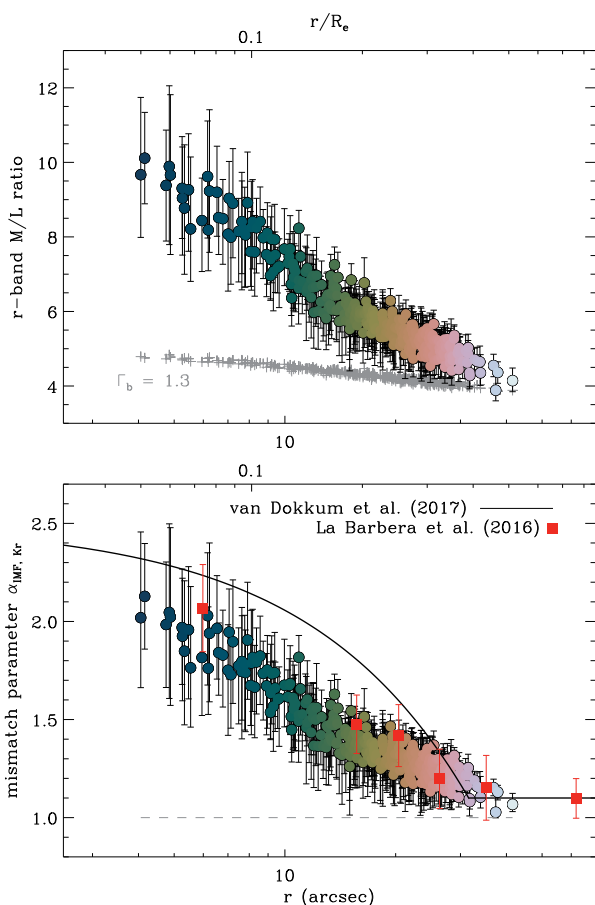 r/Re
0.1
12
10
8
6
4
r-band M/L ratio
Γb = 1.3
10
0.1
2.5
2.0
1.5
1.0
mismatch parameter αIMF, Kr
van Dokkum et al. (2017)
La Barbera et al. (2016)
10
r (arcsec)